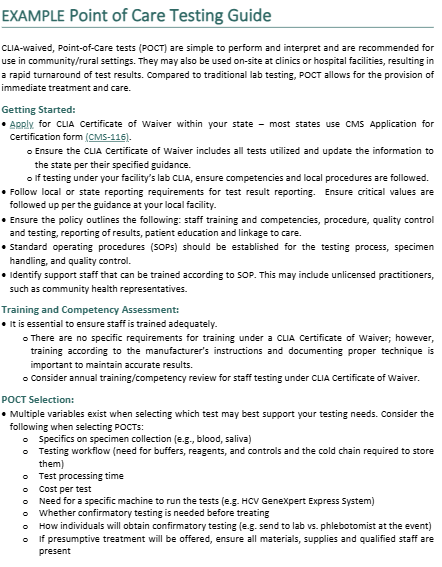 EXAMPLE Point of Care Testing Guide
CLIA-waived, Point-of-Care tests (POCT) are simple to perform and interpret and are recommended for
use in community/rural settings. They may also be used on-site at clinics or hospital facilities, resulting in
a rapid turnaround of test results. Compared to traditional lab testing, POCT allows for the provision of
immediate treatment and care.
Getting Started:
• Apply for CLIA Certificate of Waiver within your state – most states use CMS Application for
Certification form (CMS-116).
o Ensure the CLIA Certificate of Waiver includes all tests utilized and update the information to
the state per their specified guidance.
o If testing under your facility's lab CLIA, ensure competencies and local procedures are followed.
• Follow local or state reporting requirements for test result reporting. Ensure critical values are
followed up per the guidance at your local facility.
• Ensure the policy outlines the following: staff training and competencies, procedure, quality control
and testing, reporting of results, patient education and linkage to care.
• Standard operating procedures (SOPs) should be established for the testing process, specimen
handling, and quality control.
• Identify support staff that can be trained according to SOP. This may include unlicensed practitioners,
such as community health representatives.
Training and Competency Assessment:
• It is essential to ensure staff is trained adequately.
o There are no specific requirements for training under a CLIA Certificate of Waiver; however,
training according to the manufacturer's instructions and documenting proper technique is
important to maintain accurate results.
o Consider annual training/competency review for staff testing under CLIA Certificate of Waiver.
POCT Selection:
• Multiple variables exist when selecting which test may best support your testing needs. Consider the
following when selecting POCTs:
o Specifics on specimen collection (e.g., blood, saliva)
o Testing workflow (need for buffers, reagents, and controls and the cold chain required to store
them)
o Test processing time
o Cost per test
o Need for a specific machine to run the tests (e.g. HCV GeneXpert Express System)
o Whether confirmatory testing is needed before treating
o How individuals will obtain confirmatory testing (e.g. send to lab vs. phlebotomist at the event)
o If presumptive treatment will be offered, ensure all materials, supplies and qualified staff are
present